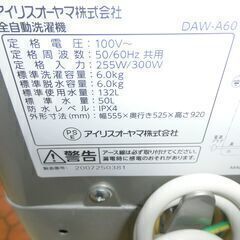 アイリスオーヤマ株式会社
全自動洗濯機 DAW-A60
定格電圧：100V～
定格周波数：50/60Hz 共用
定格入力：255W/300W
標準洗濯容量：6.0kg
標準脱水容量：6.0kg
標準使用水量：132L
標準水量：50L
防水レベル：IPX4
外形寸法(mm)：幅555×奥行き525×高さ920
PS
E
アイリスオーヤマ株式会社
警告
アース線は必ず取り付けてください。
漏電時に感電のおそれがあります。
製造番号：2007250381